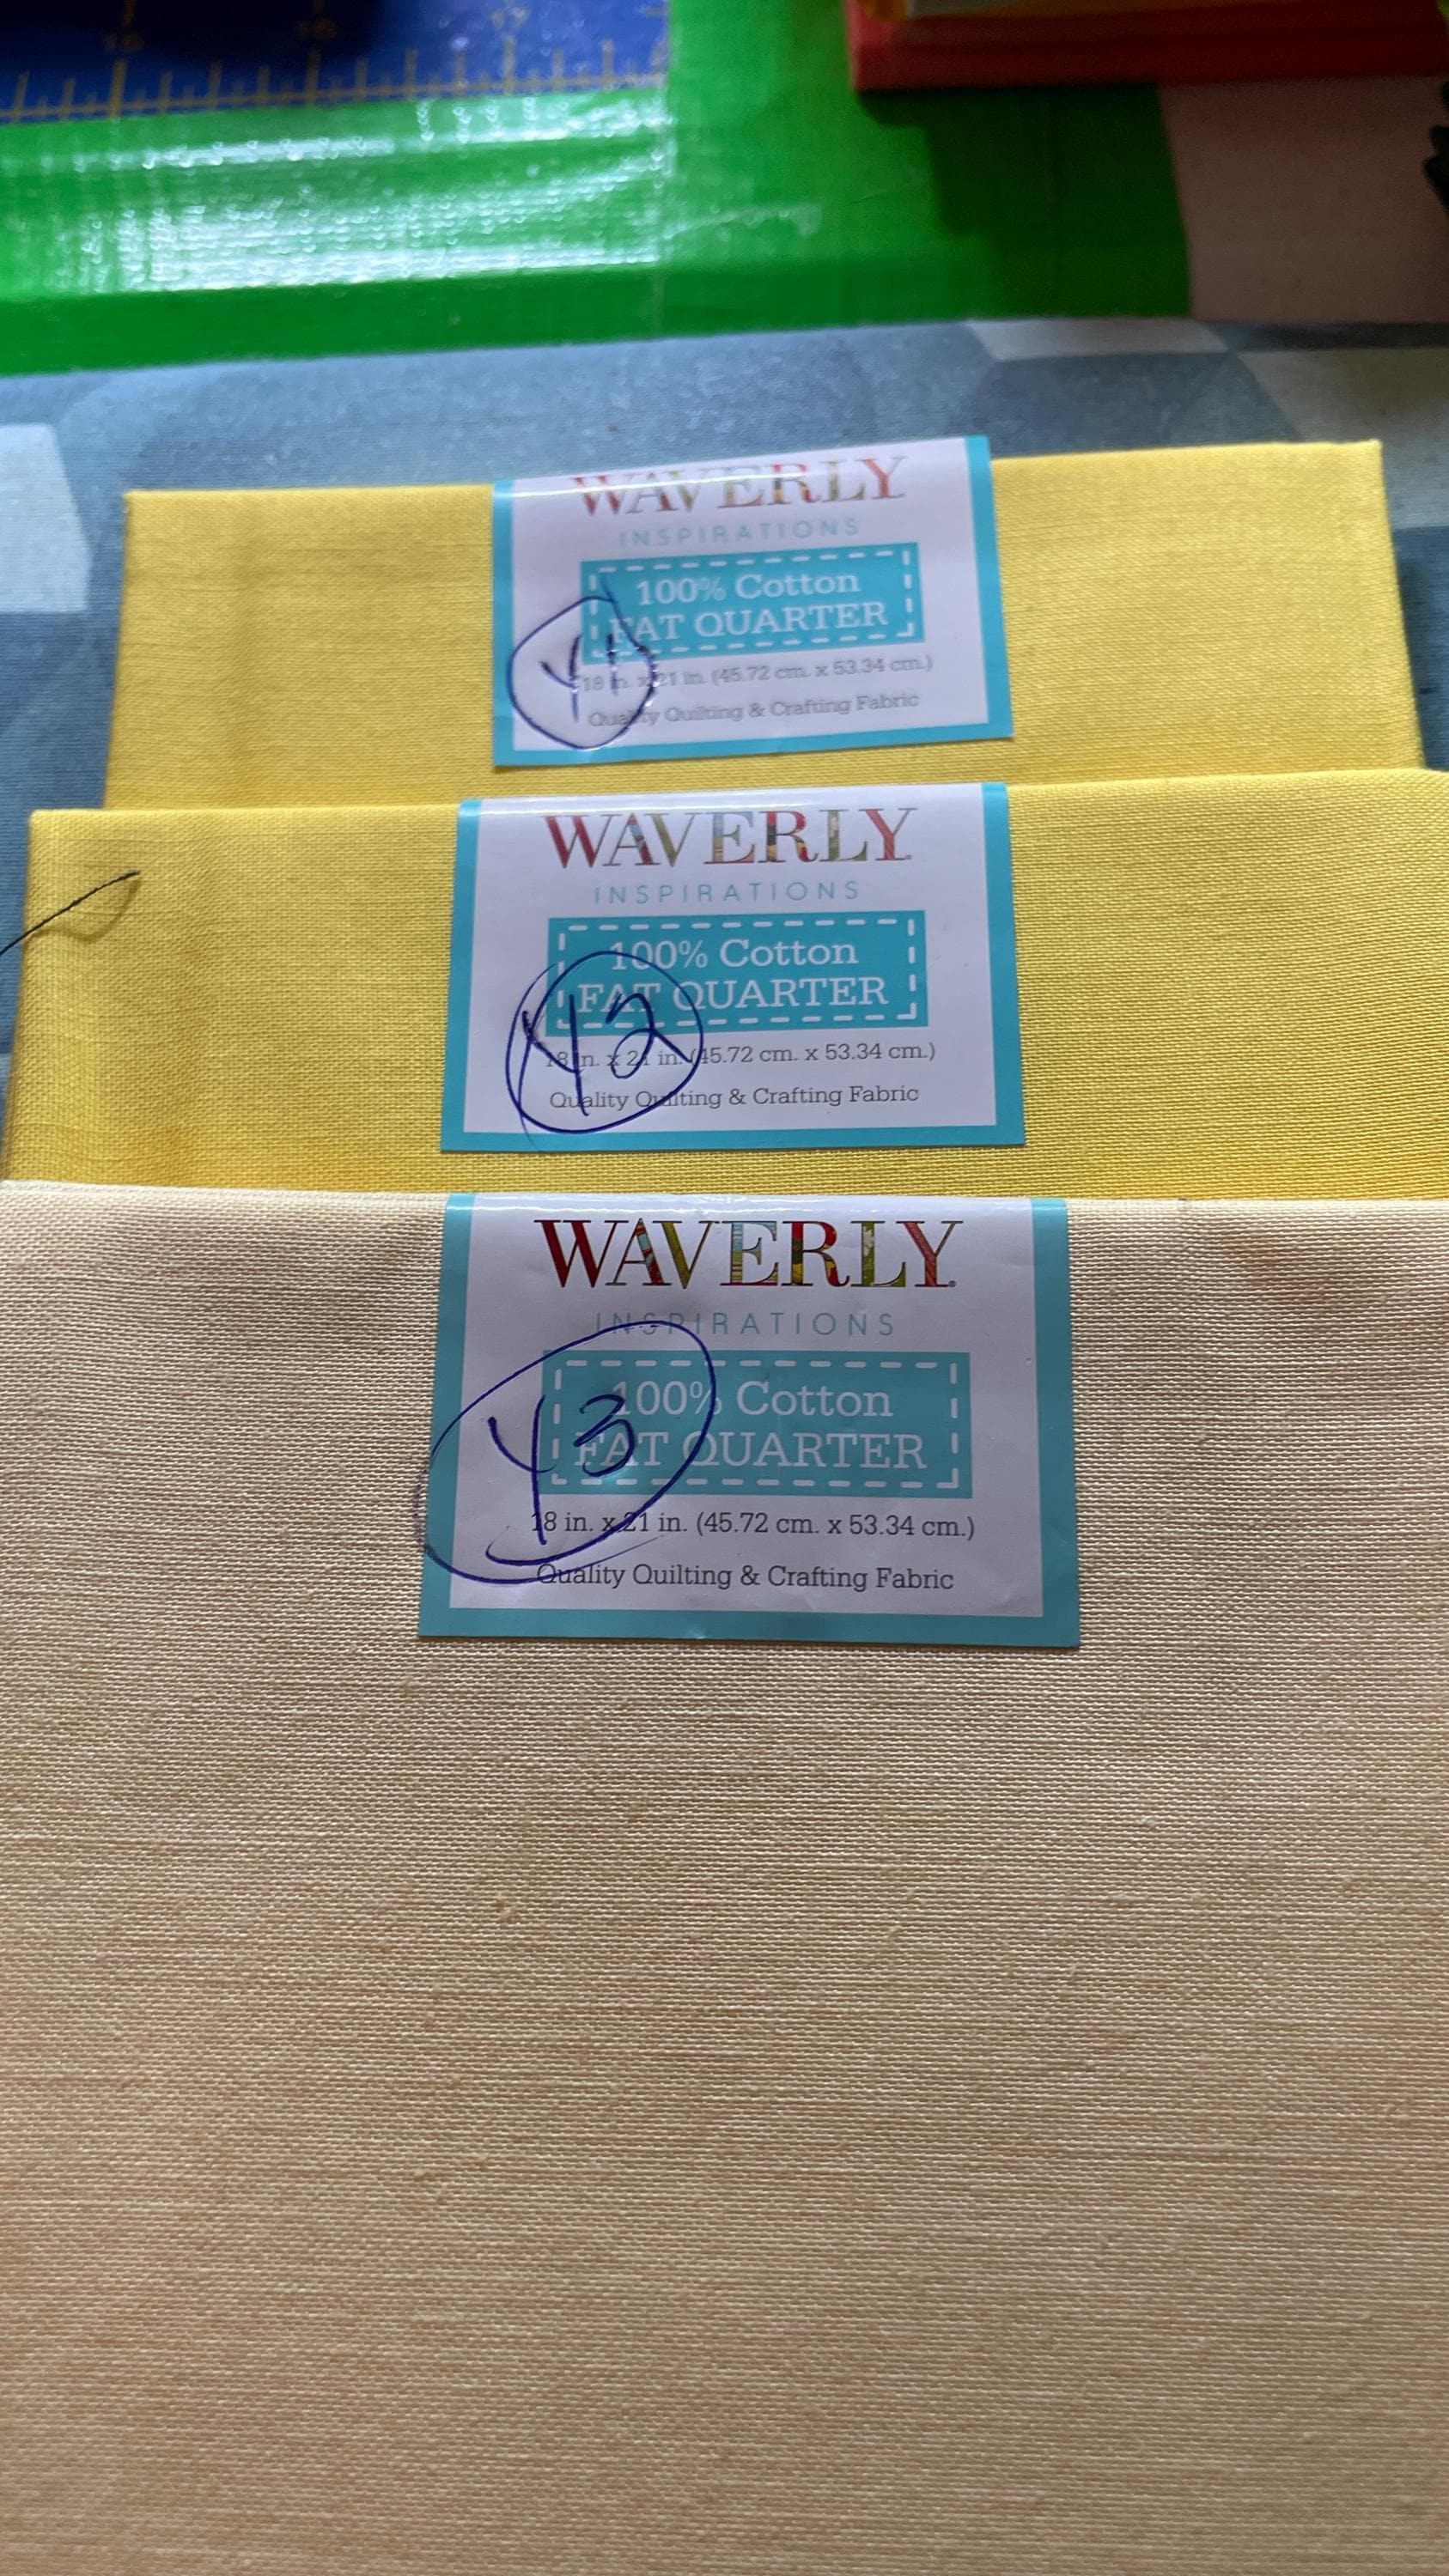 16
17
WAVERLY
INSPIRATIONS
100% Cotton
FAT QUARTER
Y1
18 in. x 21 in. (45.72 cm. x 53.34 cm.)
Quality Quilting & Crafting Fabric
WAVERLY
INSPIRATIONS
100% Cotton
FAT QUARTER
Y2
18 in. x 21 in. (45.72 cm. x 53.34 cm.)
Quality Quilting & Crafting Fabric
WAVERLY®
INSPIRATIONS
100% Cotton
FAT QUARTER
Y3
18 in. x 21 in. (45.72 cm. x 53.34 cm.)
Quality Quilting & Crafting Fabric